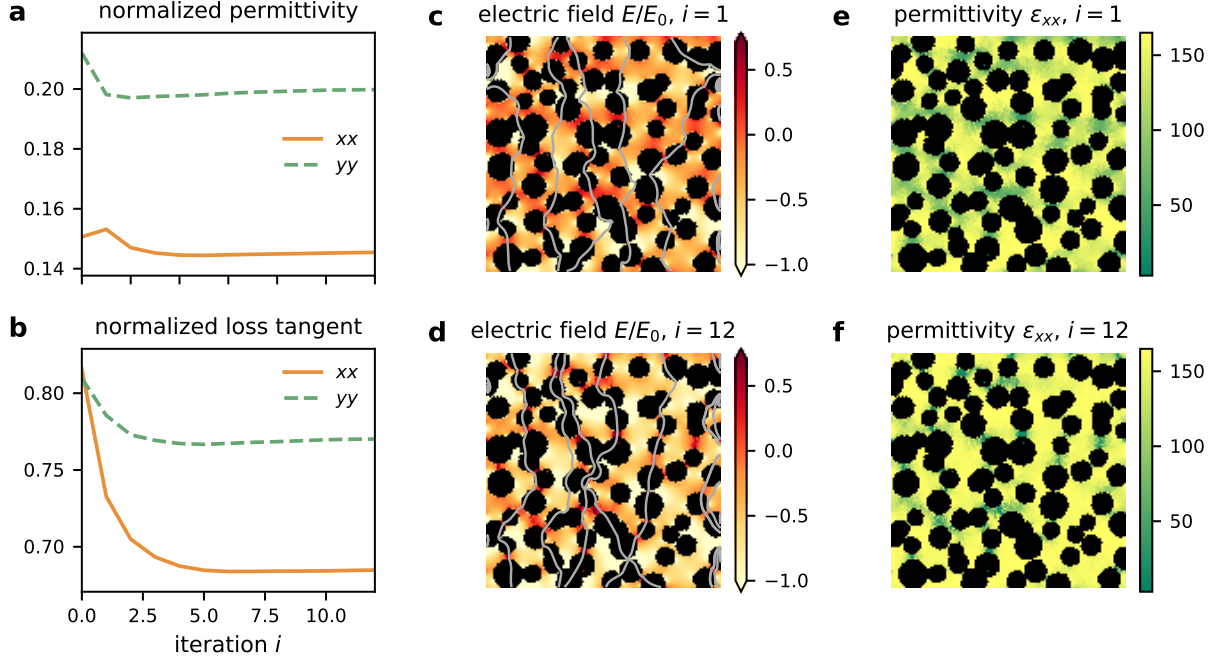 a
normalized permittivity
0.20
0.18
0.16
0.14
xx
yy
b
normalized loss tangent
0.80
0.75
0.70
xx
yy
0.0 2.5 5.0 7.5 10.0
iteration i
c
electric field E/E₀, i = 1
0.5
0.0
−0.5
−1.0
d
electric field E/E₀, i = 12
0.5
0.0
−0.5
−1.0
e
permittivity εₓₓ, i = 1
150
100
50
f
permittivity εₓₓ, i = 12
150
100
50